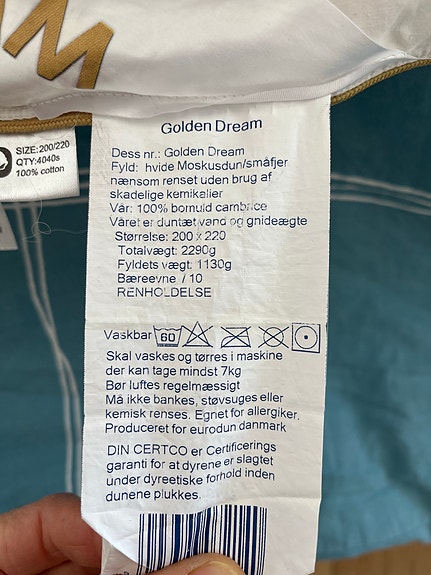 SIZE:200/220
QTY:4040s
100% cotton
Golden Dream
Dess nr.: Golden Dream
Fyld: hvide Moskusdun/småfjer
nænsom renset uden brug af
skadelige kemikalier
Vår: 100% bomuld cambrice
Våret er duntæt vand og gnideægte
Størrelse: 200 x 220
Totalvægt: 2290g
Fyldets vægt: 1130g
Bæreevne / 10
RENHOLDELSE
Vaskbar 60
Skal vaskes og tørres i maskine
der kan tage mindst 7kg
Bør luftes regelmæssigt
Må ikke bankes, støvsuges eller
kemisk renses. Egnet for allergiker.
Produceret for eurodun danmark
DIN CERTCO er Certificerings
garanti for at dyrene er slagtet
under dyreetiske forhold inden
dunene plukkes.